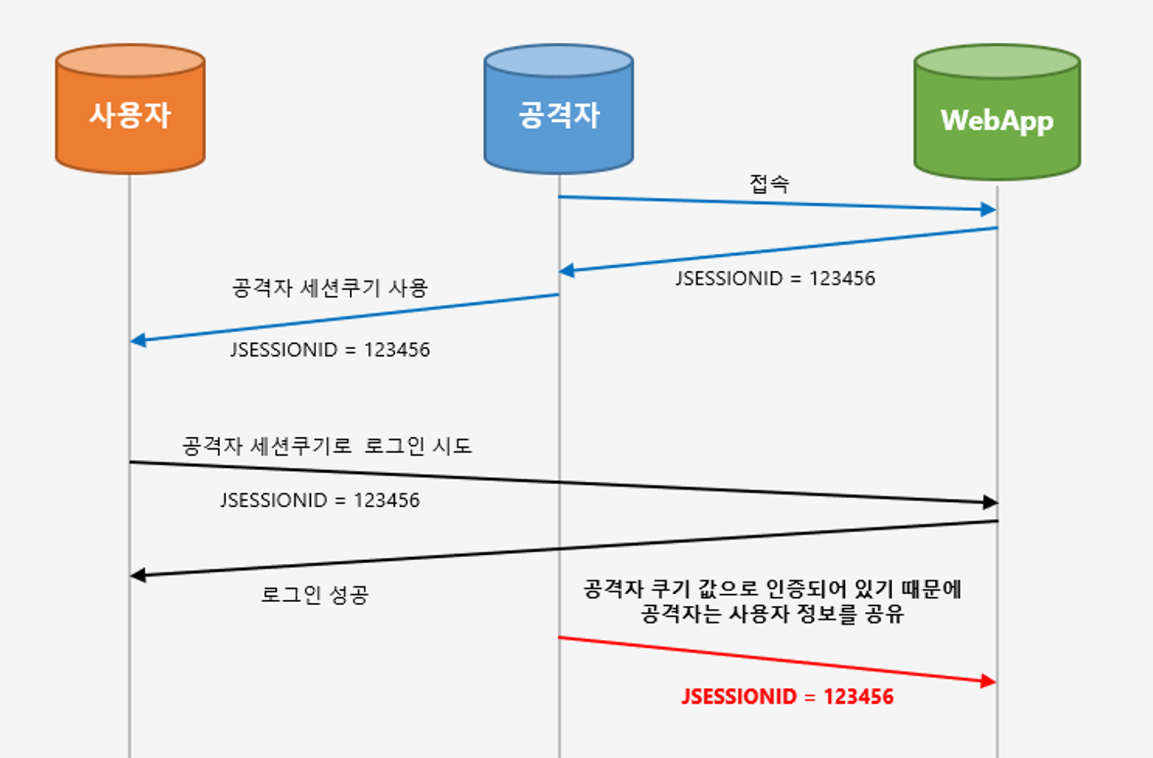 사용자
공격자
WebApp
접속
JSESSIONID = 123456
공격자 세션쿠기 사용
JSESSIONID = 123456
공격자 세션쿠기로 로그인 시도
JSESSIONID = 123456
로그인 성공
공격자 쿠기 값으로 인증되어 있기 때문에
공격자는 사용자 정보를 공유
JSESSIONID = 123456